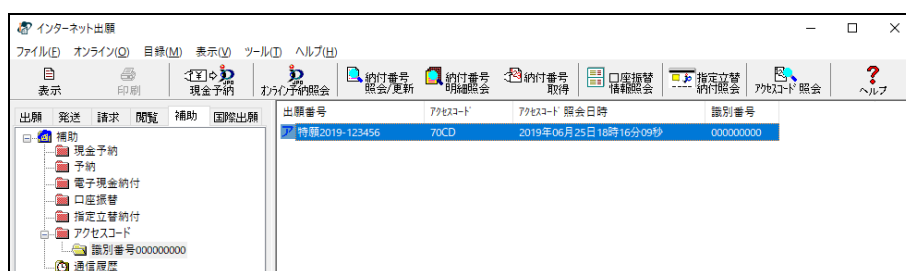 インターネット出願
ファイル(F) オンライン(O) 目録(M) 表示(V) ツール(T) ヘルプ(H)
表示 印刷 現金予納 オンライン予納照会 納付番号照会/更新 納付番号明細照会 納付番号取得 口座振替情報照会 指定立替納付照会 アクセスコード照会 ヘルプ
出願 発送 請求 閲覧 補助 国際出願
出願番号 アクセスコード アクセスコード照会日時 識別番号
ア 特願2019-123456 70CD 2019年06月25日18時16分09秒 000000000
補助
現金予納
予納
電子現金納付
口座振替
指定立替納付
アクセスコード
識別番号000000000
通信履歴